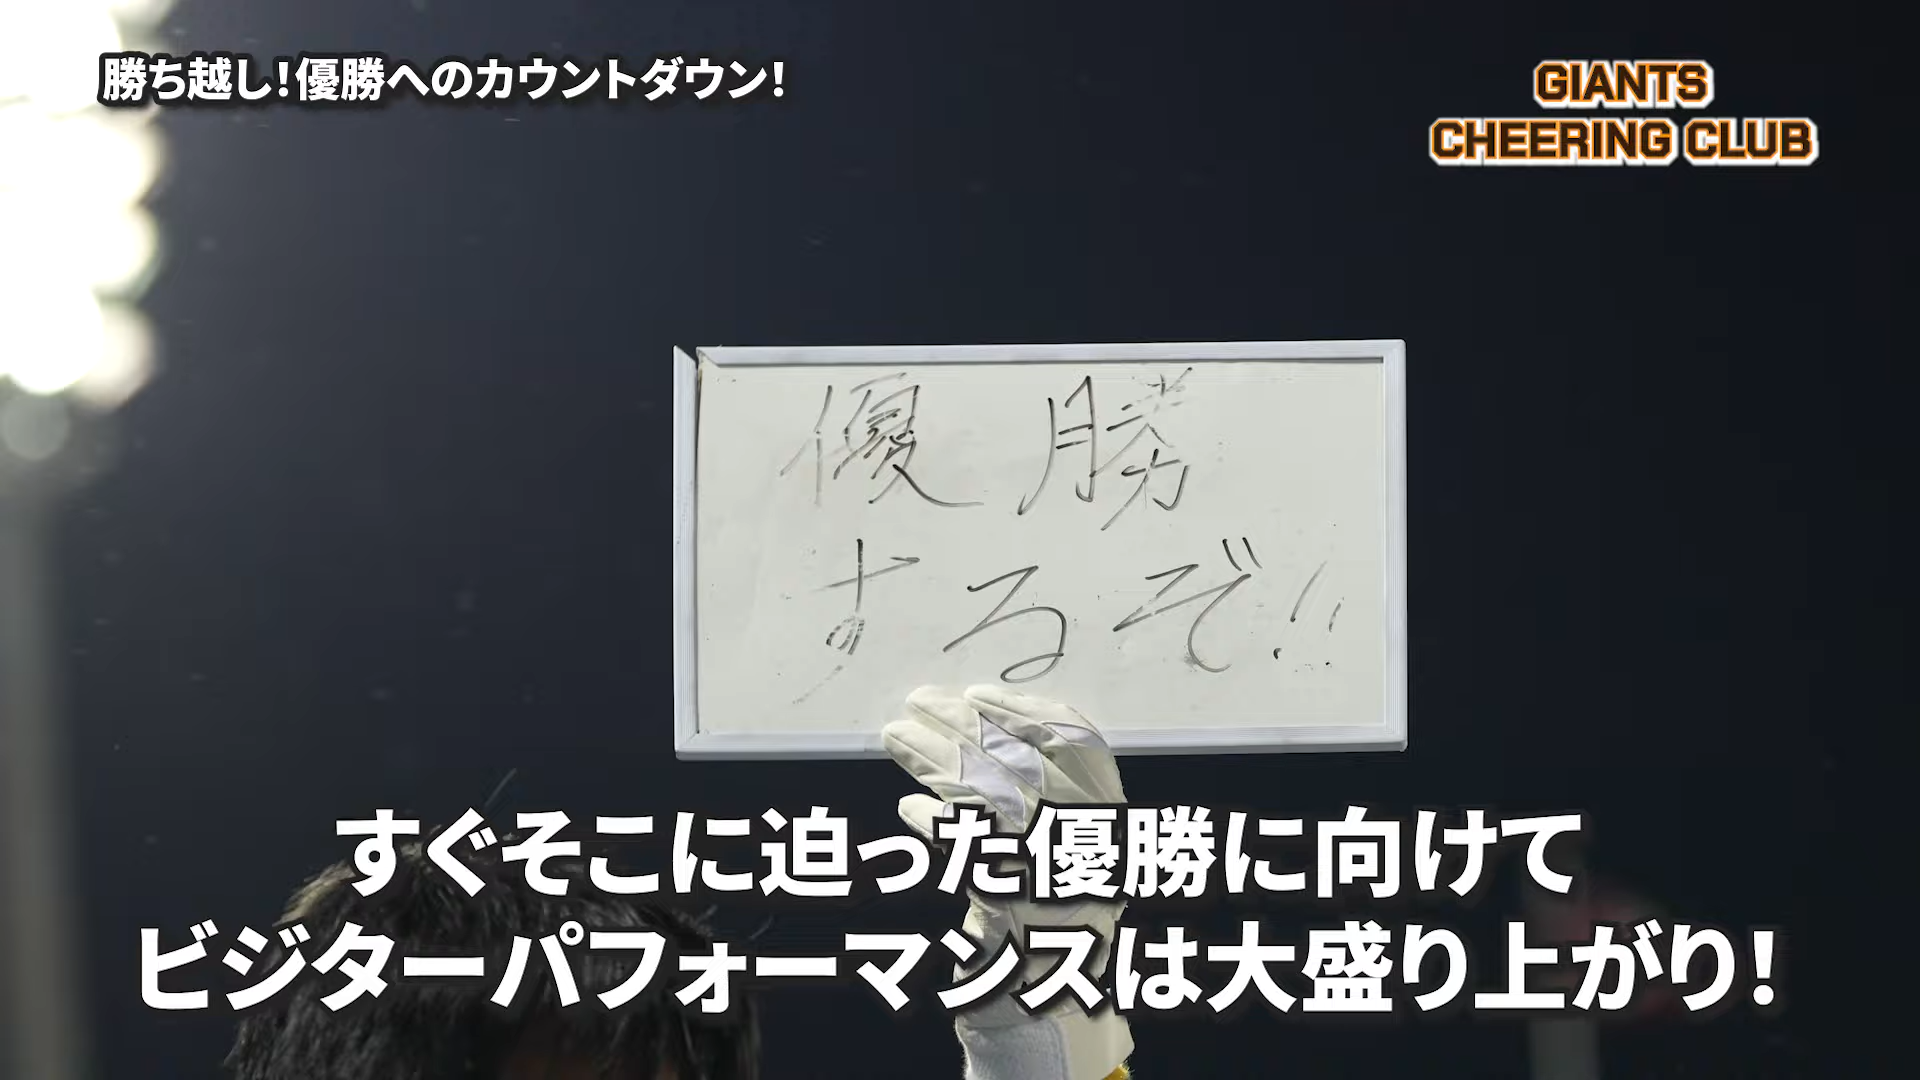 勝ち越し!優勝へのカウントダウン!
GIANTS
CHEERING CLUB
優勝
するぞ!!
すぐそこに迫った優勝に向けて
ビジターパフォーマンスは大盛り上がり!